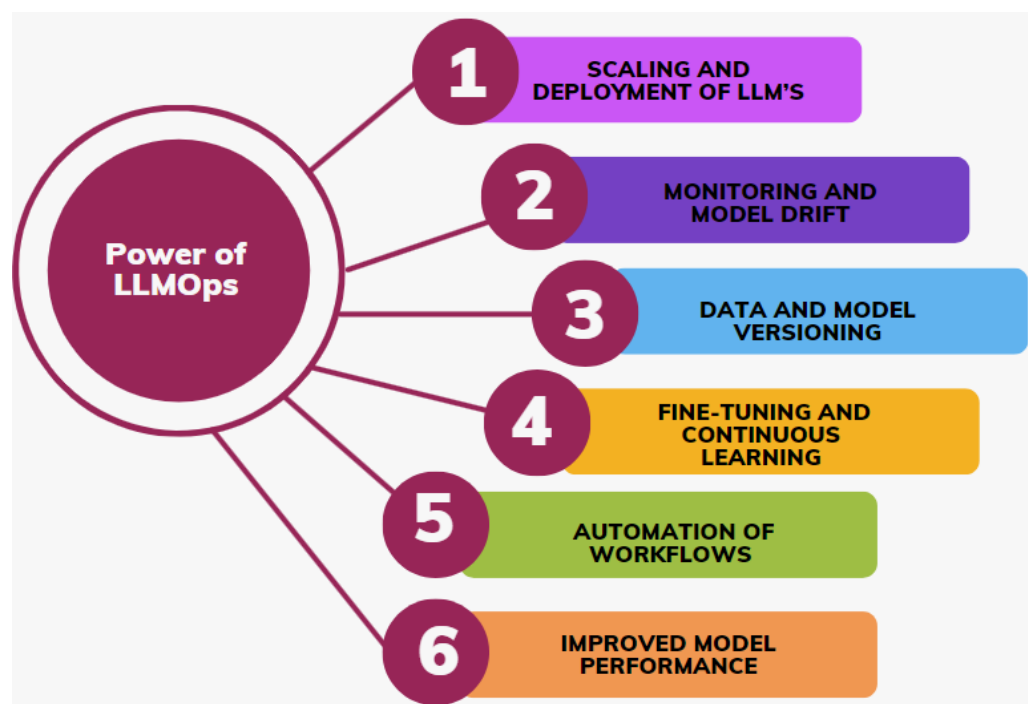 Power of
LLMOps
1
SCALING AND
DEPLOYMENT OF LLM'S
2
MONITORING AND
MODEL DRIFT
3
DATA AND MODEL
VERSIONING
4
FINE-TUNING AND
CONTINUOUS
LEARNING
5
AUTOMATION OF
WORKFLOWS
6
IMPROVED MODEL
PERFORMANCE